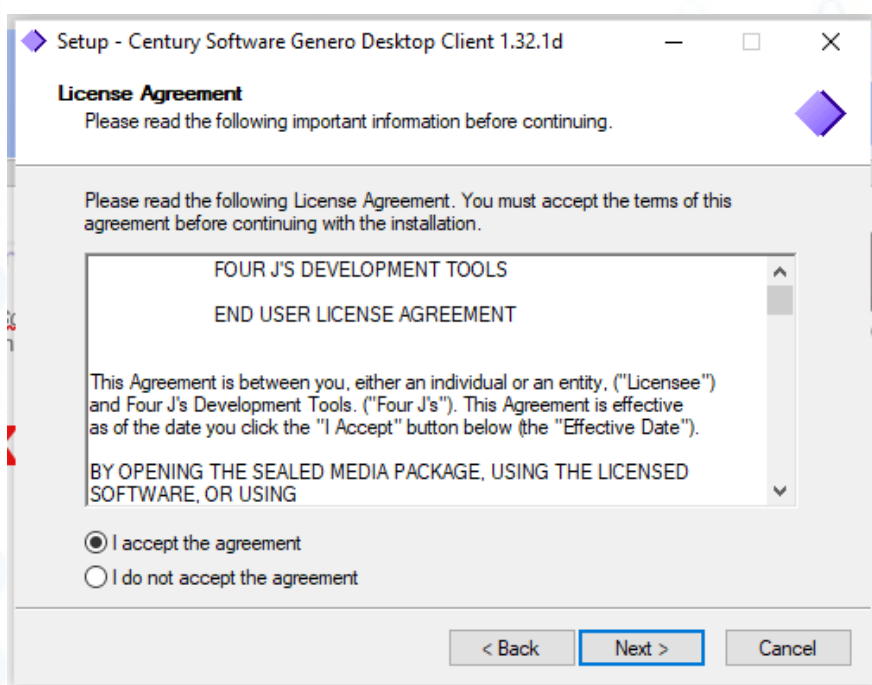 Setup - Century Software Genero Desktop Client 1.32.1d
License Agreement
Please read the following important information before continuing.
Please read the following License Agreement. You must accept the terms of this
agreement before continuing with the installation.
FOUR J'S DEVELOPMENT TOOLS
END USER LICENSE AGREEMENT
This Agreement is between you, either an individual or an entity, ("Licensee")
and Four J's Development Tools. ("Four J's"). This Agreement is effective
as of the date you click the "I Accept" button below (the "Effective Date").
BY OPENING THE SEALED MEDIA PACKAGE, USING THE LICENSED
SOFTWARE, OR USING
I accept the agreement
I do not accept the agreement
< Back
Next >
Cancel